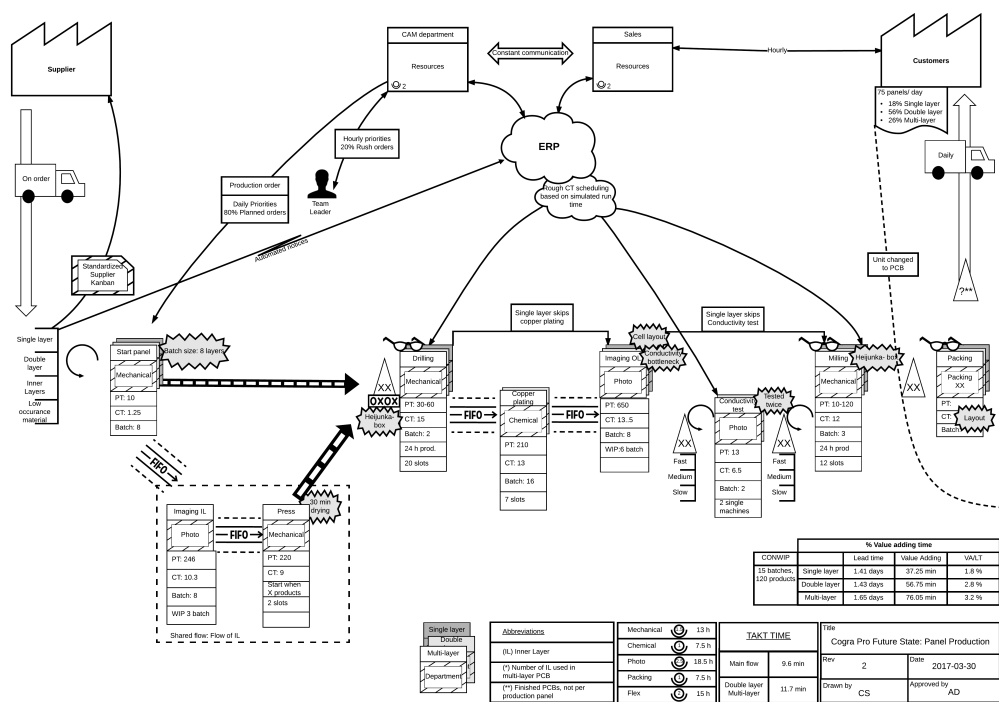 CAM department
Resources
2
Constant communication
Sales
Resources
2
Hourly
Supplier
Customers
75 panels/ day
• 18% Single layer
• 56% Double layer
• 26% Multi-layer
On order
Daily
Hourly priorities
20% Rush orders
ERP
Rough CT scheduling
based on simulated run
time
Production order
Daily Priorities
80% Planned orders
Team
Leader
Automated notices
Standardized
Supplier
Kanban
Unit changed
to PCB
?**
Single layer
Double
layer
Inner
Layers
Low
occurance
material
Start panel
Mechanical
PT: 10
CT: 1.25
Batch: 8
Batch size: 8 layers
XX
OXOX
Heijunka-
box
Drilling
Mechanical
PT: 30-60
CT: 15
Batch: 2
24 h prod.
20 slots
Single layer skips
copper plating
FIFO
Copper
plating
Chemical
PT: 210
CT: 13
Batch: 16
7 slots
FIFO
Cell layout
Conductivity
bottleneck
Imaging OL
Photo
PT: 650
CT: 13..5
Batch: 8
WIP:6 batch
Single layer skips
Conductivity test
XX
Fast
Medium
Slow
Conductivity
test
Photo
PT: 13
CT: 6.5
Batch: 2
2 single
machines
Tested
twice
XX
Fast
Medium
Slow
Milling
Mechanical
PT: 10-120
CT: 12
Batch: 3
24 h prod
12 slots
Heijunka- box
XX
Packing
Packing
XX
PT:
CT:
Batch:
Layout
FIFO
Imaging IL
Photo
PT: 246
CT: 10.3
Batch: 8
WIP 3 batch
FIFO
Press
Mechanical
PT: 220
CT: 9
Start when
X products
2 slots
30 min
drying
Shared flow: Flow of IL
% Value adding time
CONWIP Lead time Value Adding VA/LT
15 batches,
120 products
Single layer 1.41 days 37.25 min 1.8 %
Double layer 1.43 days 56.75 min 2.8 %
Multi-layer 1.65 days 76.05 min 3.2 %
Single layer
Double
Multi-layer
Department
Abbreviations
(IL) Inner Layer
(*) Number of IL used in
multi-layer PCB
(**) Finished PCBs, not per
production panel
Mechanical 13 h
Chemical 7.5 h
Photo 18.5 h
Packing 7.5 h
Flex 15 h
TAKT TIME
Main flow 9.6 min
Double layer
Multi-layer
11.7 min
Title
Cogra Pro Future State: Panel Production
Rev
2
Date
2017-03-30
Drawn by
CS
Approved by
AD